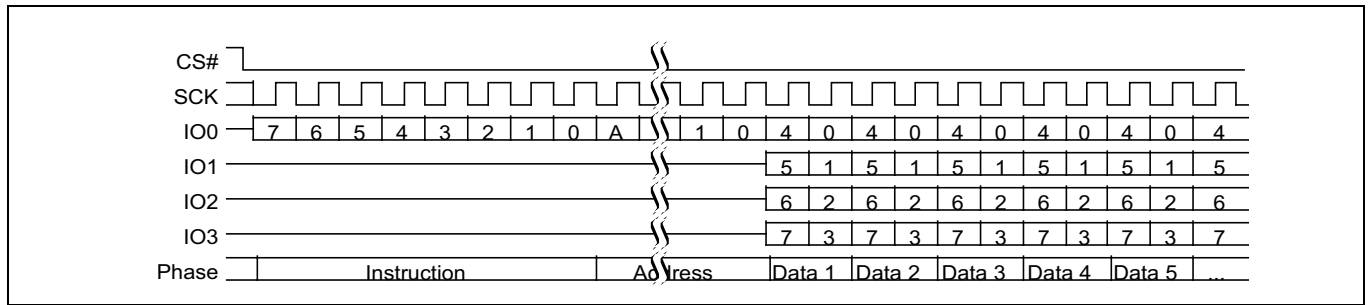 CS#
SCK
IO0 7 6 5 4 3 2 1 0 A 1 0 4 0 4 0 4 0 4 0 4 0 4
IO1 5 1 5 1 5 1 5 1 5 1 5
IO2 6 2 6 2 6 2 6 2 6 2 6
IO3 7 3 7 3 7 3 7 3 7 3 7
Phase Instruction Address Data 1 Data 2 Data 3 Data 4 Data 5 ...